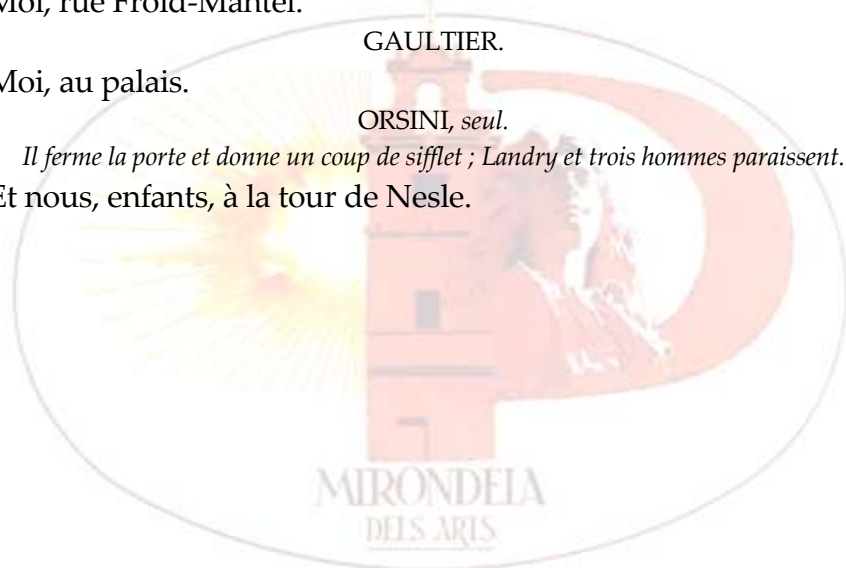 Moi, rue Froid-Mantel.
GAULTIER.
Moi, au palais.
ORSINI, seul.
Il ferme la porte et donne un coup de sifflet ; Landry et trois hommes paraissent.
Et nous, enfants, à la tour de Nesle.
MIRONDELA
DELS ARTS